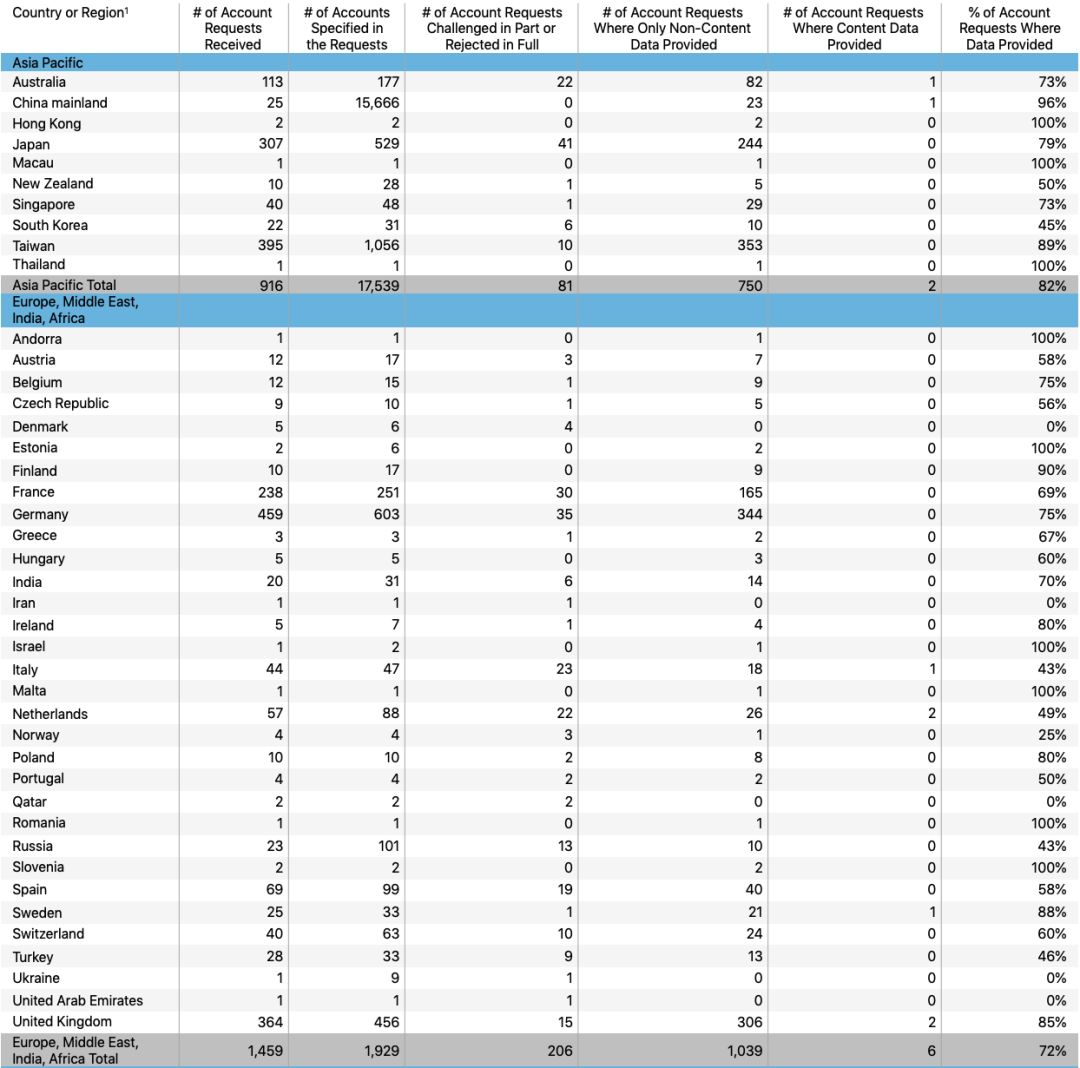 Country or Region¹ # of Account Requests Received # of Accounts Specified in the Requests # of Account Requests Challenged in Part or Rejected in Full # of Account Requests Where Only Non-Content Data Provided # of Account Requests Where Content Data Provided % of Account Requests Where Data Provided
Asia Pacific
Australia 113 177 22 82 1 73%
China mainland 25 15,666 0 23 1 96%
Hong Kong 2 2 0 2 0 100%
Japan 307 529 41 244 0 79%
Macau 1 1 0 1 0 100%
New Zealand 10 28 1 5 0 50%
Singapore 40 48 1 29 0 73%
South Korea 22 31 6 10 0 45%
Taiwan 395 1,056 10 353 0 89%
Thailand 1 1 0 1 0 100%
Asia Pacific Total 916 17,539 81 750 2 82%
Europe, Middle East,
India, Africa
Andorra 1 1 0 1 0 100%
Austria 12 17 3 7 0 58%
Belgium 12 15 1 9 0 75%
Czech Republic 9 10 1 5 0 56%
Denmark 5 6 4 0 0 0%
Estonia 2 6 0 2 0 100%
Finland 10 17 0 9 0 90%
France 238 251 30 165 0 69%
Germany 459 603 35 344 0 75%
Greece 3 3 1 2 0 67%
Hungary 5 5 0 3 0 60%
India 20 31 6 14 0 70%
Iran 1 1 1 0 0 0%
Ireland 5 7 1 4 0 80%
Israel 1 2 0 1 0 100%
Italy 44 47 23 18 1 43%
Malta 1 1 0 1 0 100%
Netherlands 57 88 22 26 2 49%
Norway 4 4 3 1 0 25%
Poland 10 10 2 8 0 80%
Portugal 4 4 2 2 0 50%
Qatar 2 2 2 0 0 0%
Romania 1 1 0 1 0 100%
Russia 23 101 13 10 0 43%
Slovenia 2 2 0 2 0 100%
Spain 69 99 19 40 0 58%
Sweden 25 33 1 21 1 88%
Switzerland 40 63 10 24 0 60%
Turkey 28 33 9 13 0 46%
Ukraine 1 9 1 0 0 0%
United Arab Emirates 1 1 1 0 0 0%
United Kingdom 364 456 15 306 2 85%
Europe, Middle East,
India, Africa Total 1,459 1,929 206 1,039 6 72%